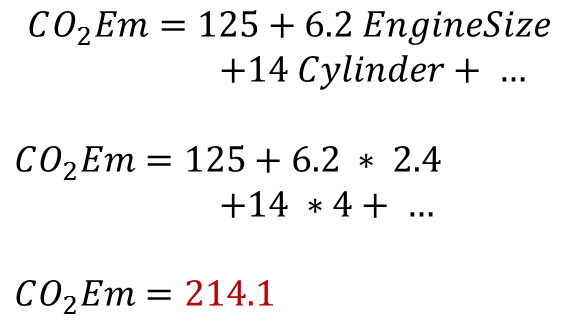 CO₂Em = 125 + 6.2 EngineSize
+14 Cylinder + …
CO₂Em = 125 + 6.2 * 2.4
+14 * 4 + …
CO₂Em = 214.1